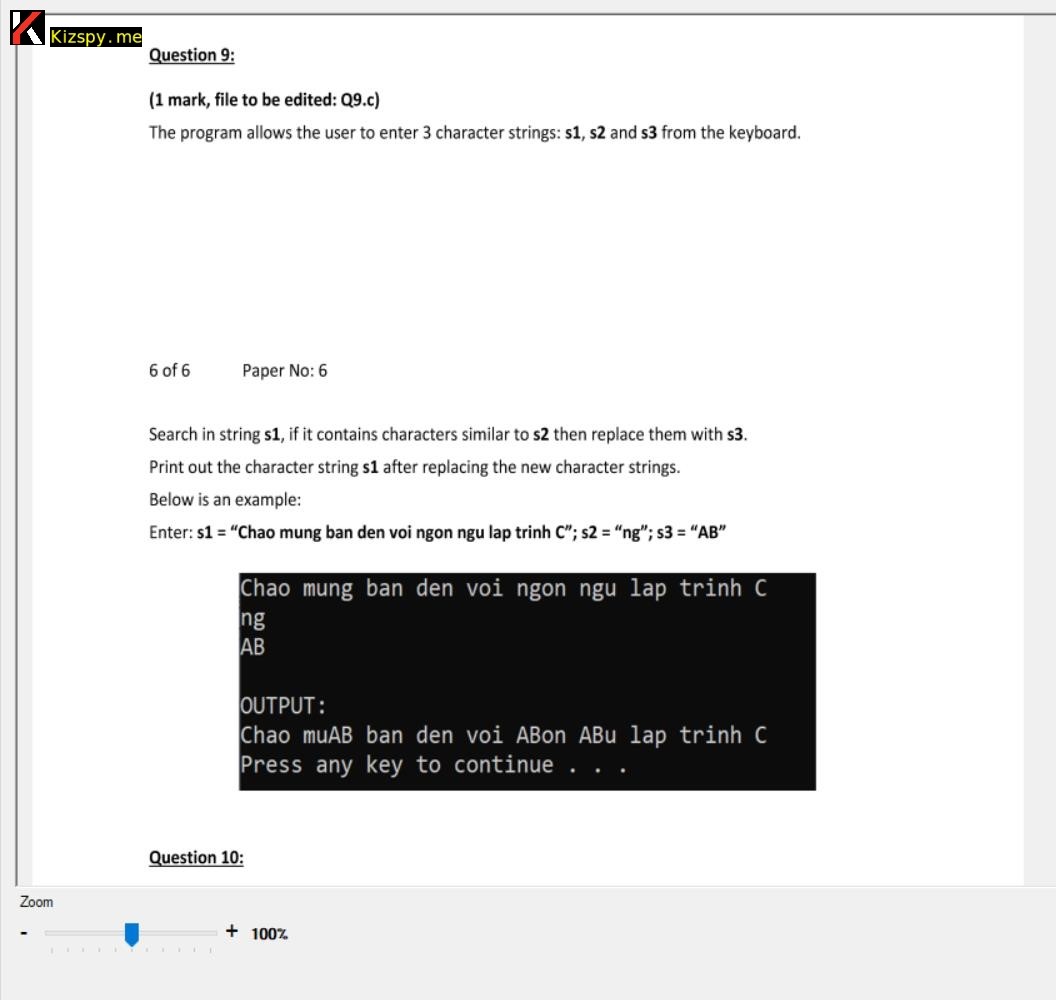 Kizspy.me
Question 9:
(1 mark, file to be edited: Q9.c)
The program allows the user to enter 3 character strings: s1, s2 and s3 from the keyboard.
6 of 6 Paper No: 6
Search in string s1, if it contains characters similar to s2 then replace them with s3.
Print out the character string s1 after replacing the new character strings.
Below is an example:
Enter: s1 = “Chao mung ban den voi ngon ngu lap trinh C”; s2 = “ng”; s3 = “AB”
Chao mung ban den voi ngon ngu lap trinh C
ng
AB
OUTPUT:
Chao muAB ban den voi ABon ABu lap trinh C
Press any key to continue . . .
Question 10:
Zoom
- + 100%